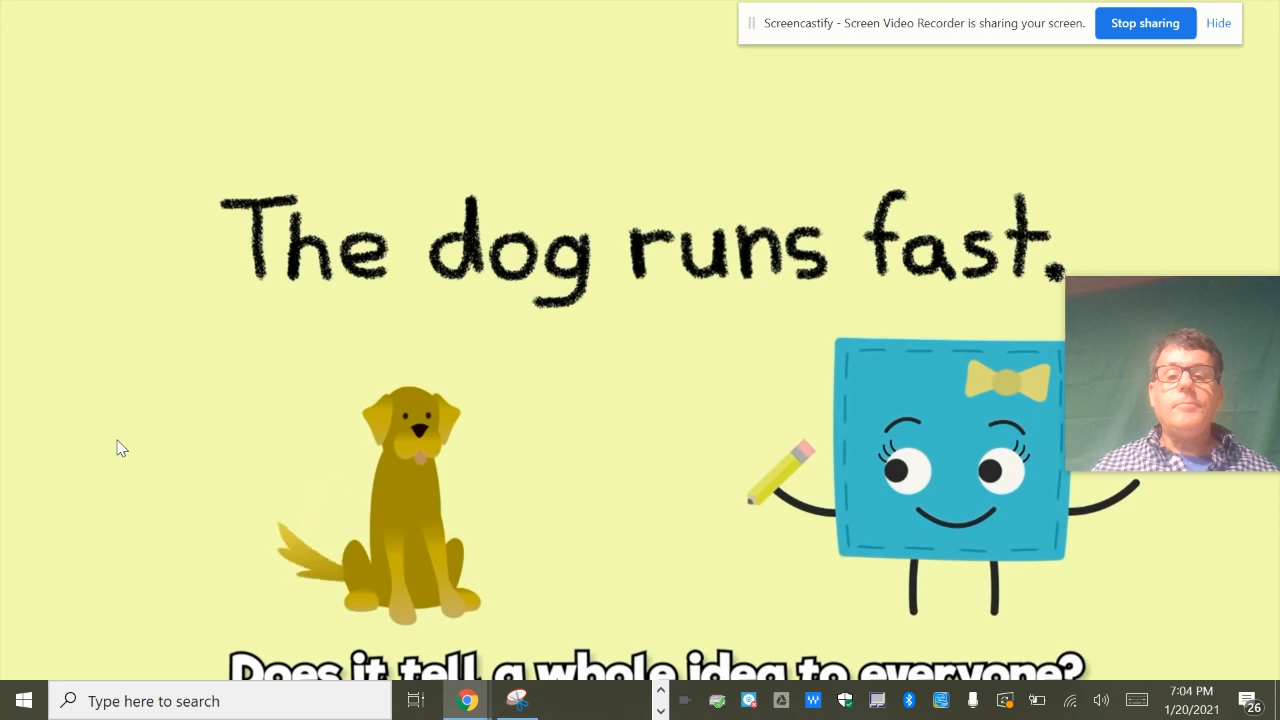 Screencastify - Screen Video Recorder is sharing your screen. Stop sharing Hide
The dog runs fast.
Does it tell a whole idea to everyone?
Type here to search
W
7:04 PM
1/20/2021
26